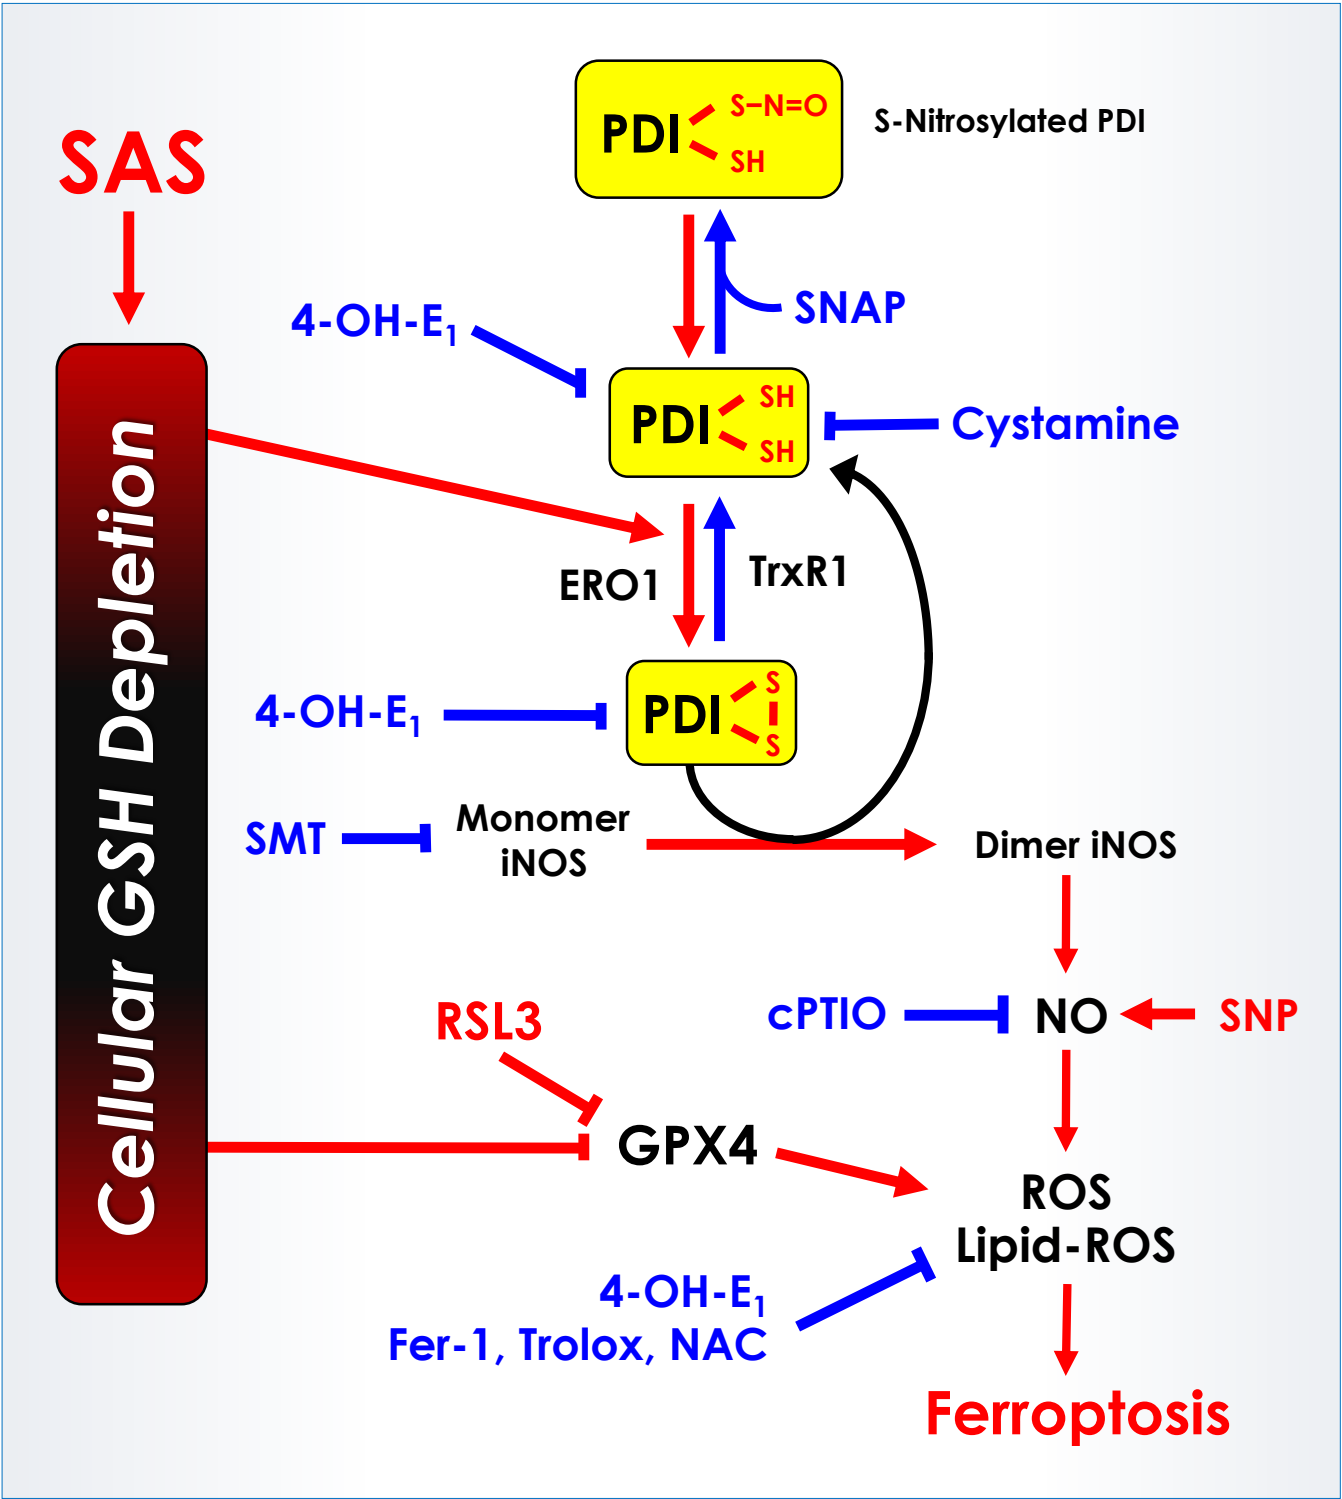 S–N=O
PDI
SH
S-Nitrosylated PDI
SAS
4-OH-E₁
SNAP
SH
PDI
SH
Cystamine
Cellular GSH Depletion
ERO1
TrxR1
4-OH-E₁
S
PDI
S
SMT
Monomer
iNOS
Dimer iNOS
RSL3
cPTIO
NO
SNP
GPX4
ROS
Lipid-ROS
4-OH-E₁
Fer-1, Trolox, NAC
Ferroptosis